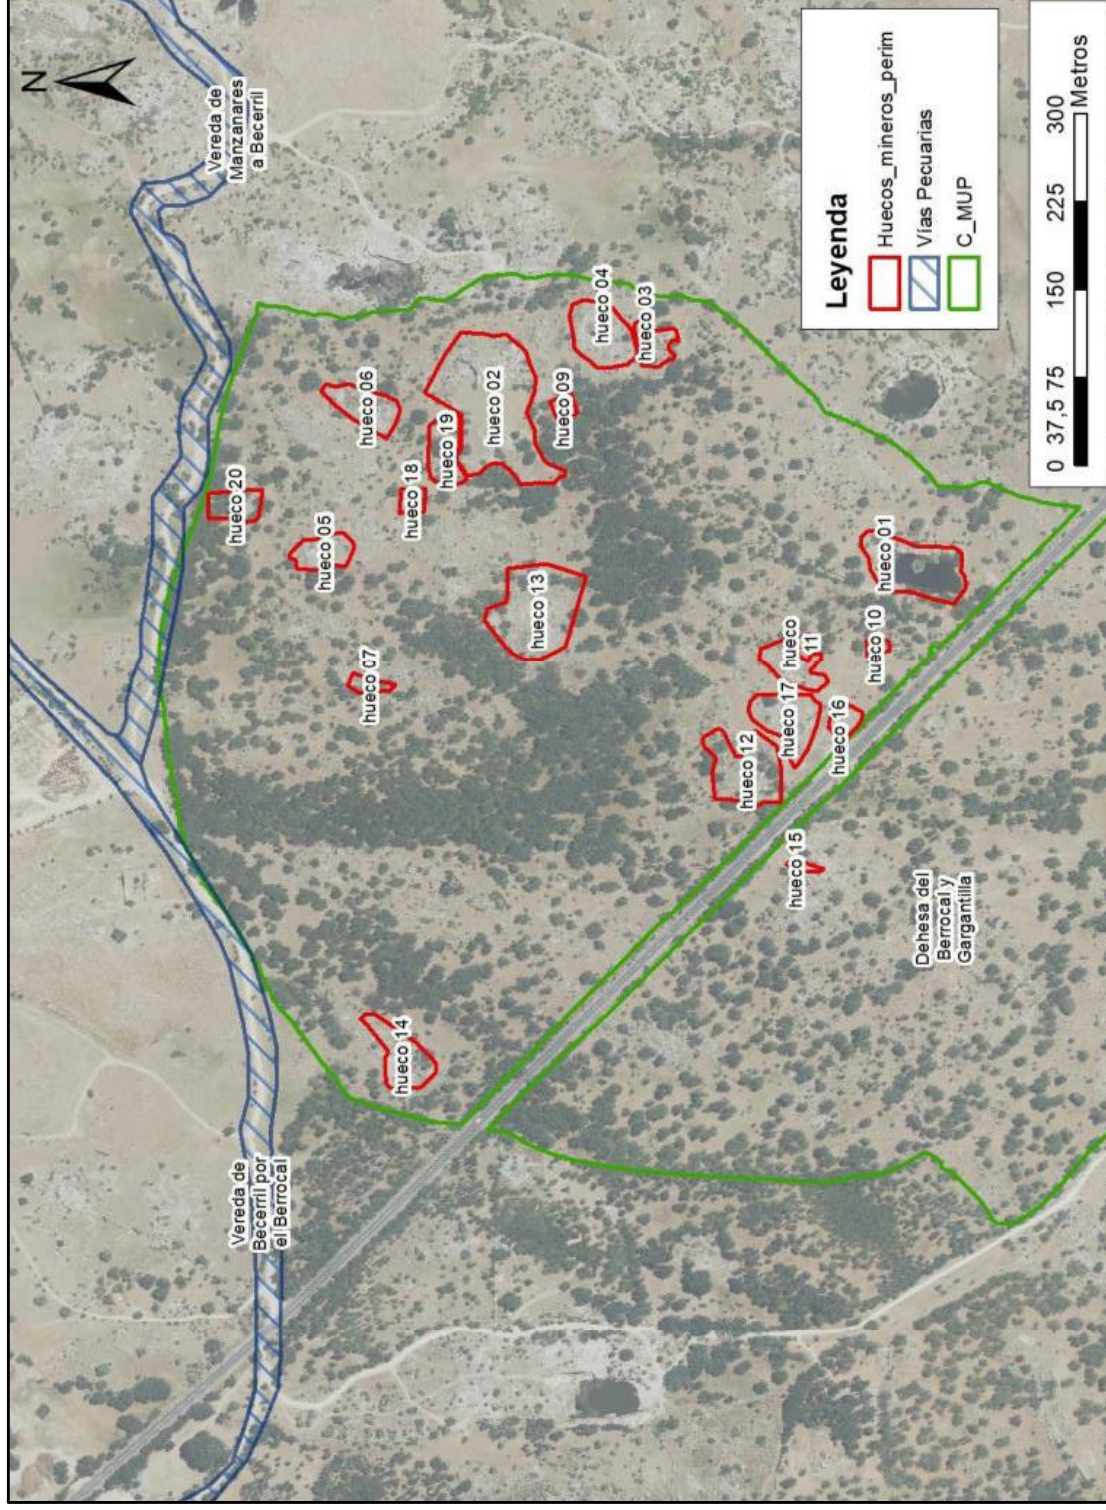 N
Vereda de
Manzanares
a Becerril
Vereda de
Becerril por
el Berrocal
hueco 20
hueco 05
hueco 06
hueco 07
hueco 18
hueco 19
hueco 14
hueco 02
hueco 13
hueco 09
hueco 04
hueco 03
hueco 12
hueco 17
hueco
11
hueco 15
hueco 16
hueco 10
hueco 01
Dehesa del
Berrocal y
Gargantilla
Leyenda
Huecos_mineros_perim
Vías Pecuarias
C_MUP
0 37,5 75 150 225 300
Metros